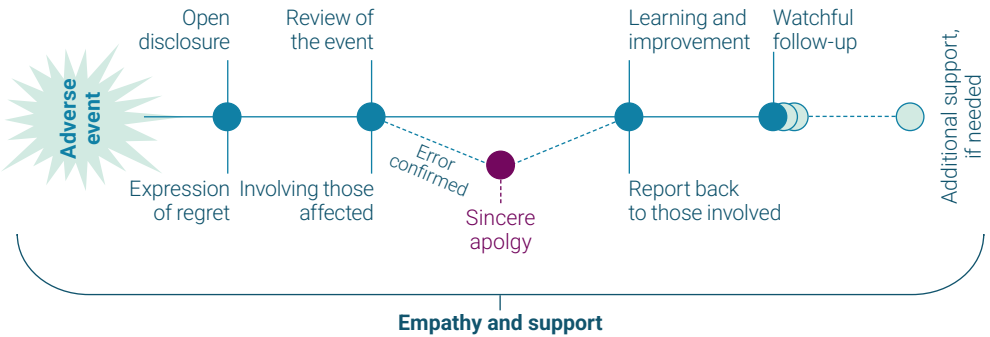 Adverse
event
Open
disclosure
Expression
of regret
Review of
the event
Involving those
affected
Error
confirmed
Sincere
apolgy
Learning and
improvement
Report back
to those involved
Watchful
follow-up
Additional support,
if needed
Empathy and support